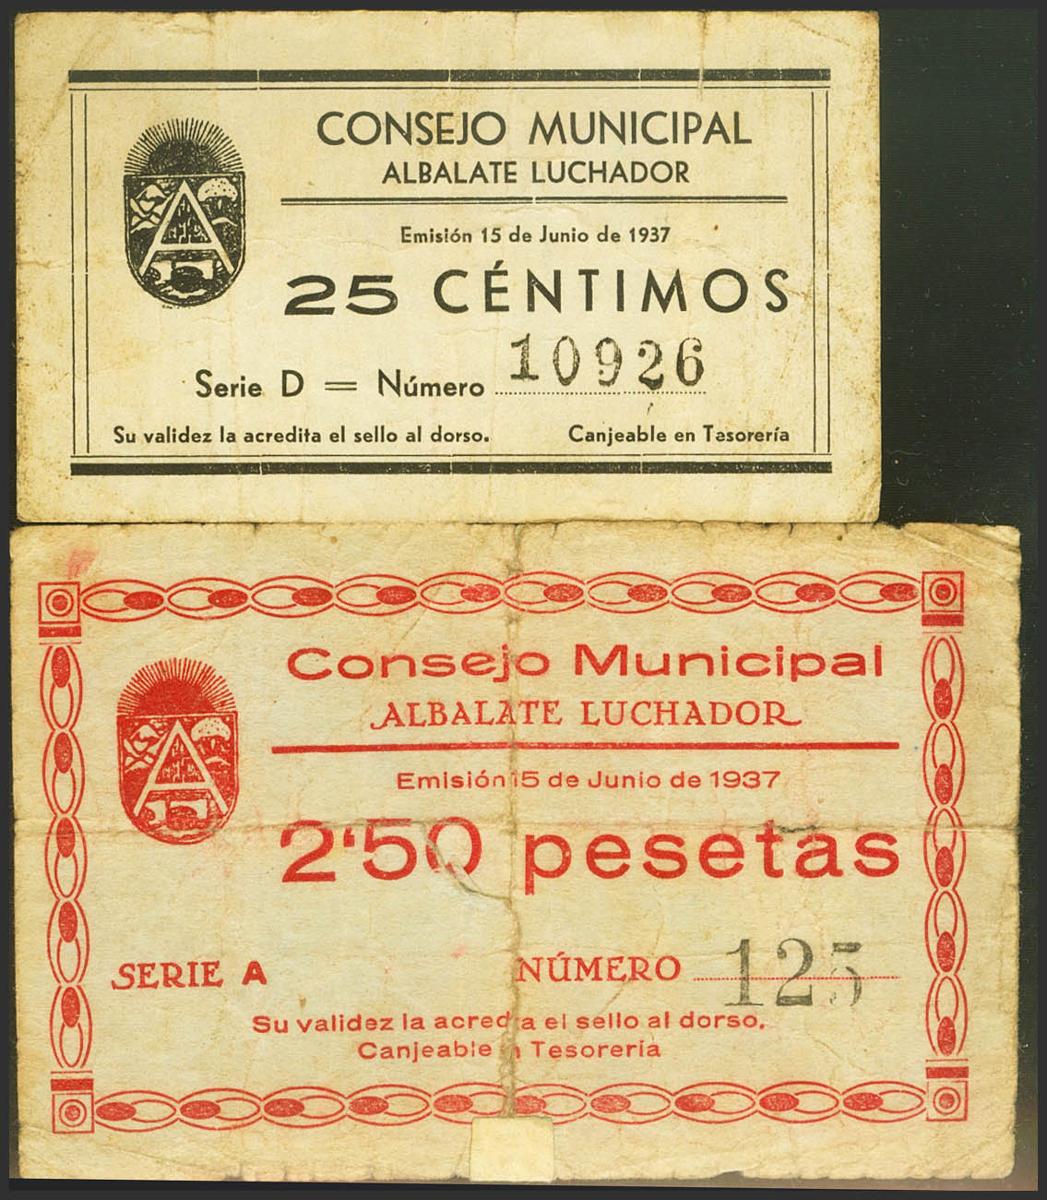 CONSEJO MUNICIPAL
ALBALATE LUCHADOR
Emisión 15 de Junio de 1937
25 CÉNTIMOS
Serie D = Número 10926
Su validez la acredita el sello al dorso. Canjeable en Tesorería
A
Consejo Municipal
ALBALATE LUCHADOR
Emisión 15 de Junio de 1937
2'50 pesetas
SERIE A NÚMERO 125
Su validez la acred a el sello al dorso.
Canjeable n Tesorería
A